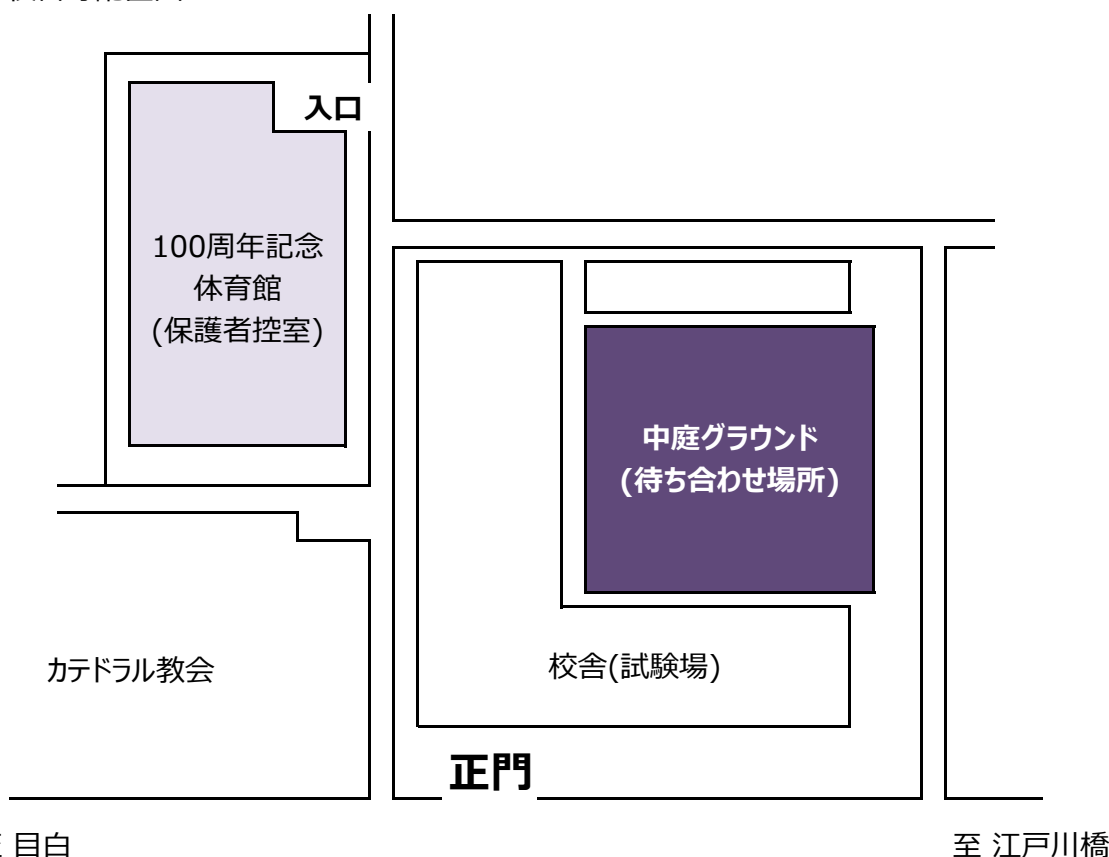 入口
100周年記念
体育館
(保護者控室)
中庭グラウンド
(待ち合わせ場所)
カテドラル教会
校舎(試験場)
正門
目白
至 江戸川橋